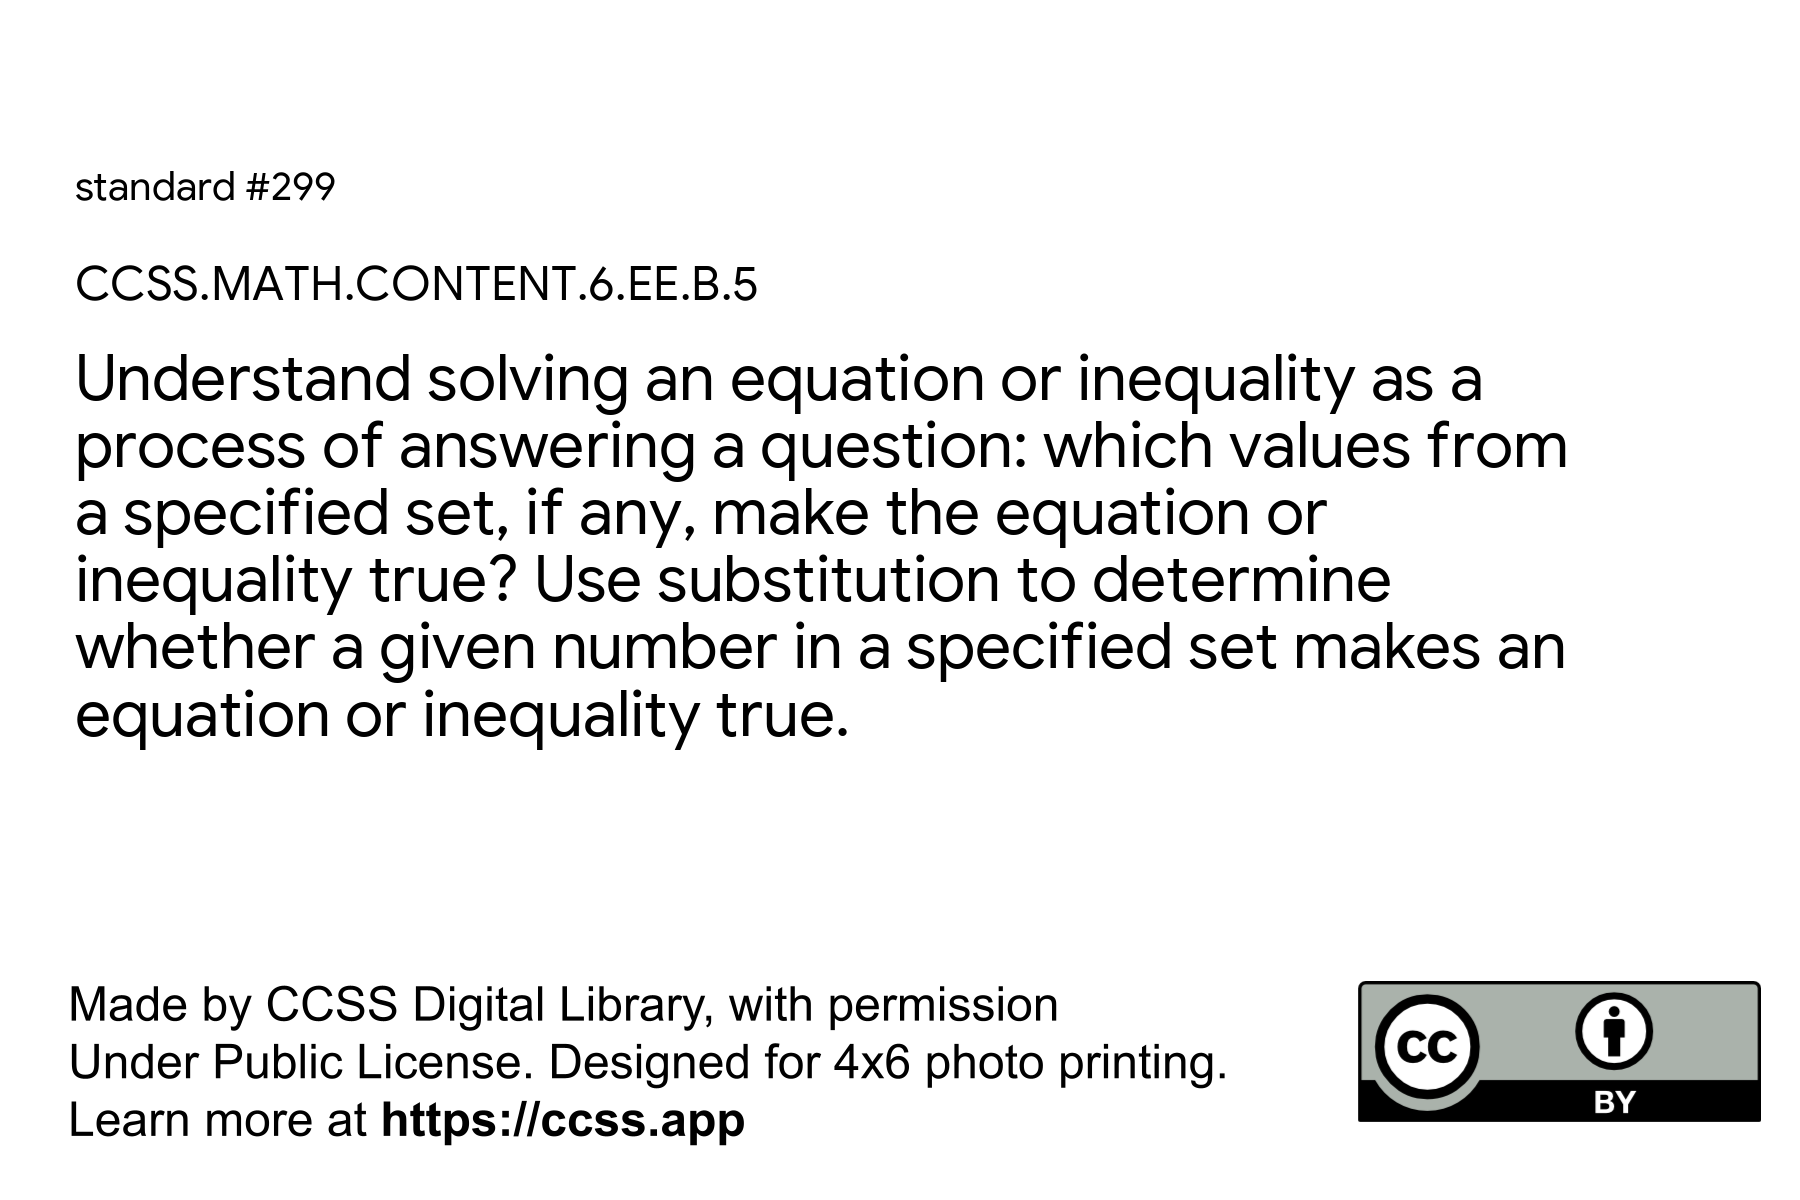 standard #299
CCSS.MATH.CONTENT.6.EE.B.5
Understand solving an equation or inequality as a
process of answering a question: which values from
a specified set, if any, make the equation or
inequality true? Use substitution to determine
whether a given number in a specified set makes an
equation or inequality true.
Made by CCSS Digital Library, with permission
Under Public License. Designed for 4x6 photo printing.
Learn more at https://ccss.app
cc
BY